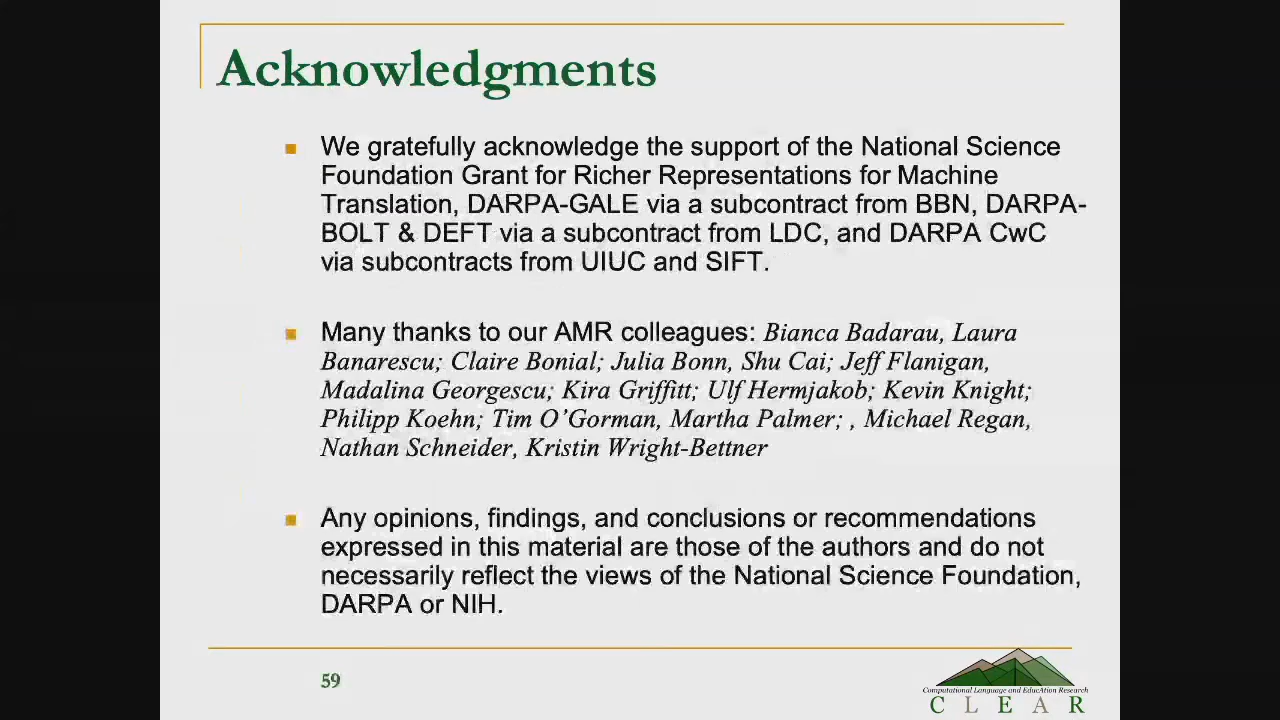 Acknowledgments
We gratefully acknowledge the support of the National Science
Foundation Grant for Richer Representations for Machine
Translation, DARPA-GALE via a subcontract from BBN, DARPA-
BOLT & DEFT via a subcontract from LDC, and DARPA CwC
via subcontracts from UIUC and SIFT.
Many thanks to our AMR colleagues: Bianca Badarau, Laura
Banarescu; Claire Bonial; Julia Bonn, Shu Cai; Jeff Flanigan,
Madalina Georgescu; Kira Griffitt; Ulf Hermjakob; Kevin Knight;
Philipp Koehn; Tim O’Gorman, Martha Palmer; , Michael Regan,
Nathan Schneider, Kristin Wright-Bettner
Any opinions, findings, and conclusions or recommendations
expressed in this material are those of the authors and do not
necessarily reflect the views of the National Science Foundation,
DARPA or NIH.
59
Computational Language and EducAtion Research
C L E A R